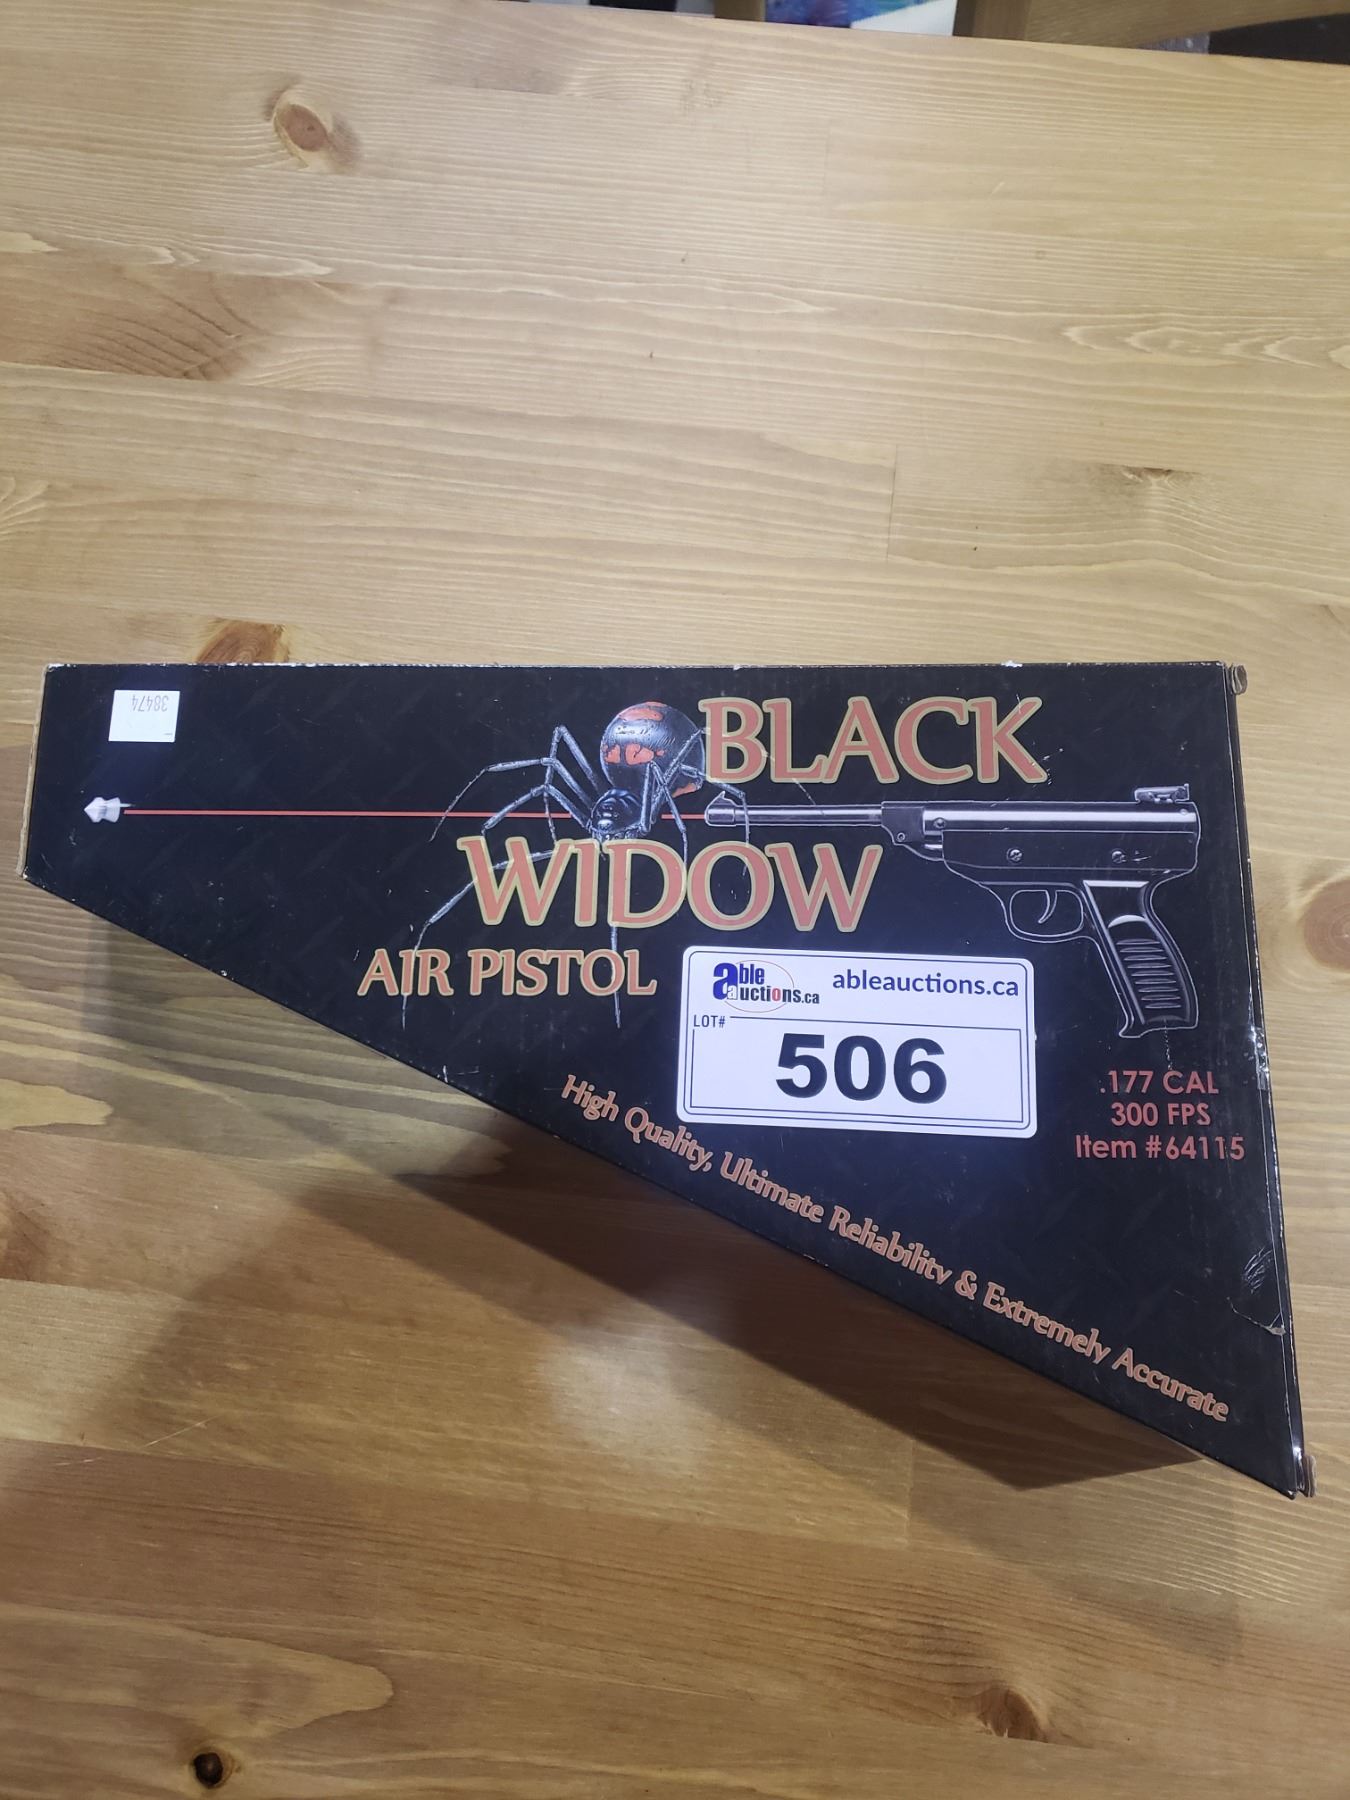 38474
BLACK
WIDOW
AIR PISTOL
able auctions.ca
ableauctions.ca
LOT#
506
.177 CAL
300 FPS
Item #64115
High Quality, Ultimate Reliability & Extremely Accurate